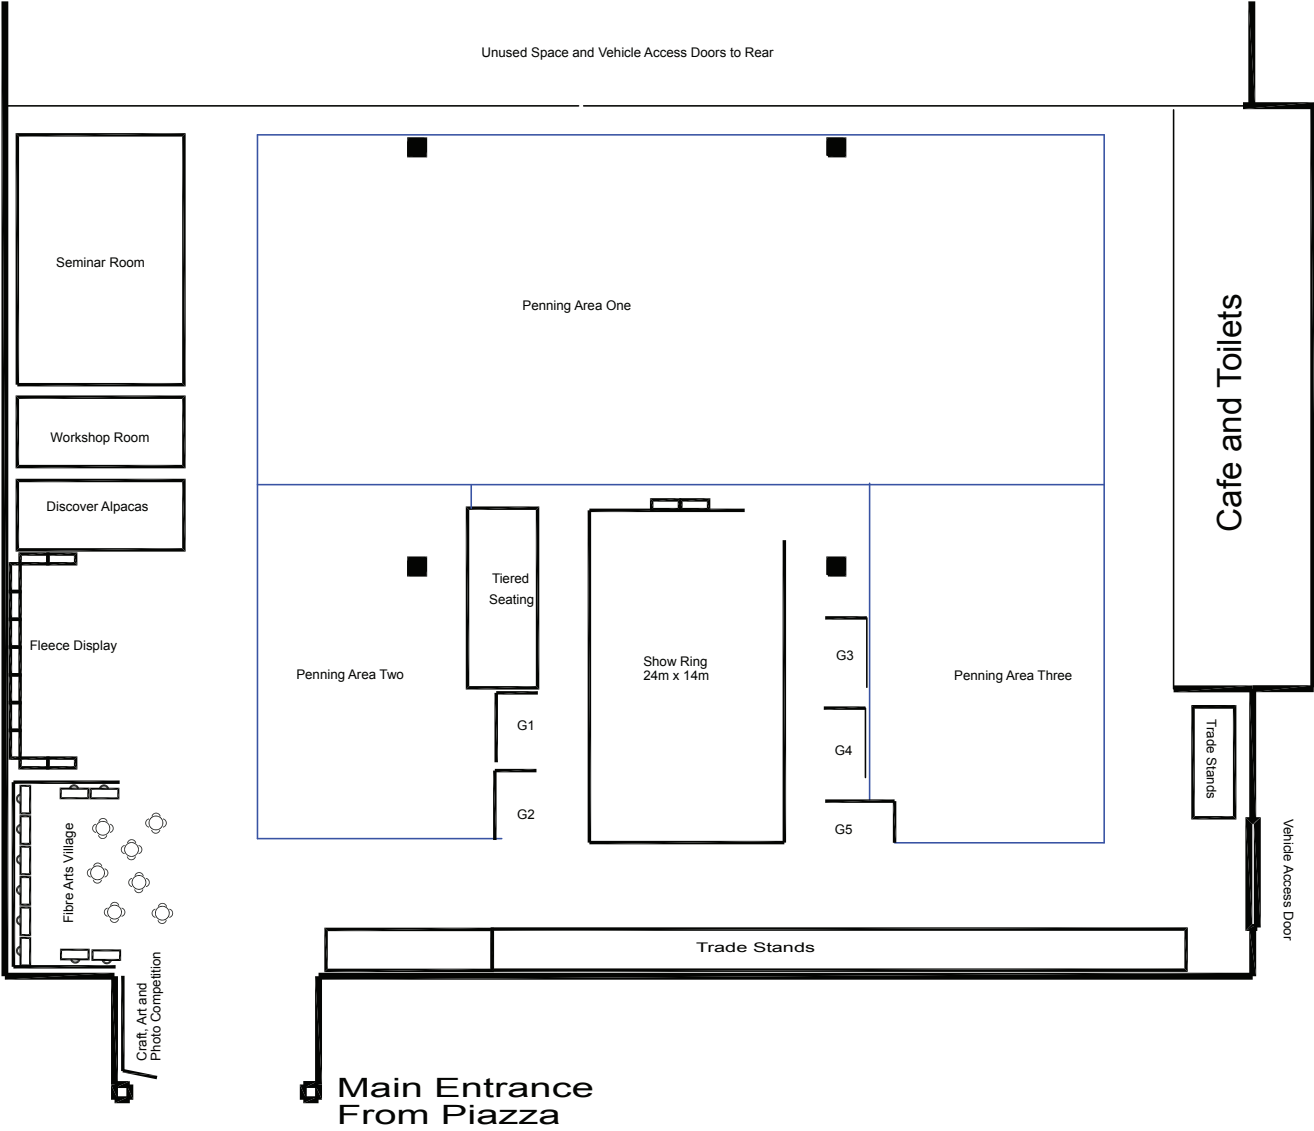 Unused Space and Vehicle Access Doors to Rear
Seminar Room
Penning Area One
Cafe and Toilets
Workshop Room
Discover Alpacas
Tiered
Seating
Fleece Display
G3
Show Ring
24m x 14m
Penning Area Two
Penning Area Three
G1
G4
Trade Stands
G2
G5
Fibre Arts Village
Vehicle Access Door
Trade Stands
Craft, Art and
Photo Competition
Main Entrance
From Piazza